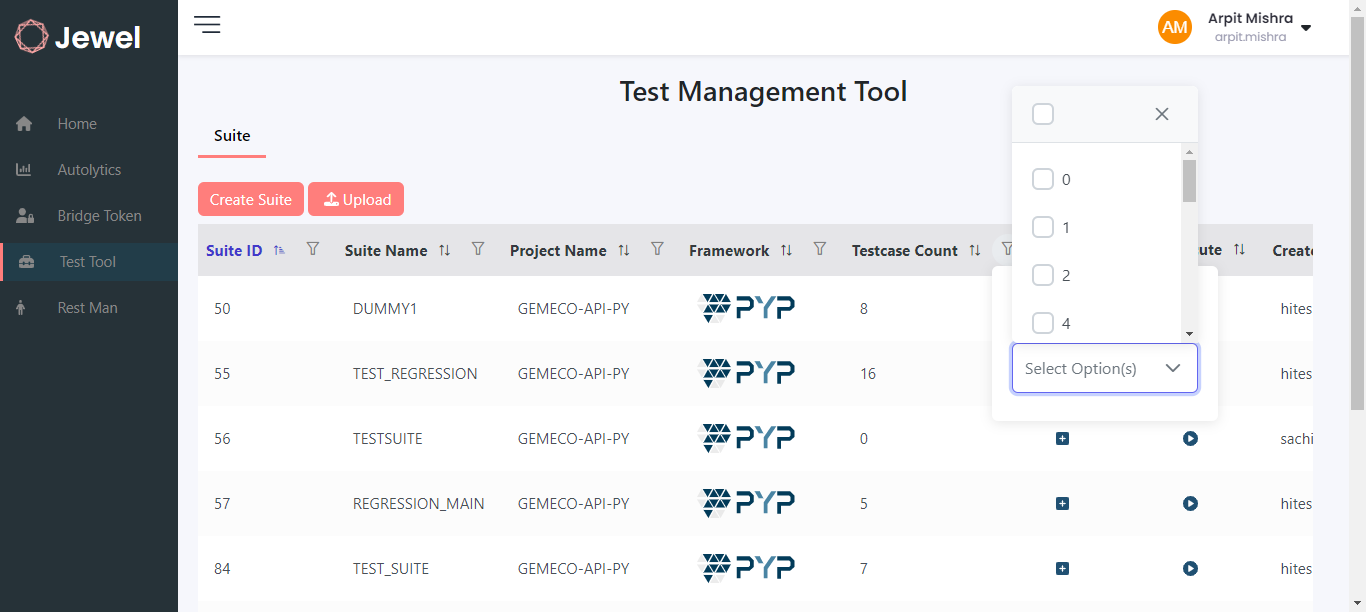 Jewel
Arpit Mishra
AM
arpit.mishra
Home
Autolytics
Bridge Token
Test Tool
Rest Man
Test Management Tool
Suite
Create Suite
Upload
Suite ID Suite Name Project Name Framework Testcase Count ute Create
50 DUMMY1 GEMECO-API-PY PYP 8 hites
55 TEST_REGRESSION GEMECO-API-PY PYP 16 hites
56 TESTSUITE GEMECO-API-PY PYP 0 sachi
57 REGRESSION_MAIN GEMECO-API-PY PYP 5 hites
84 TEST_SUITE GEMECO-API-PY PYP 7 hites
0
1
2
4
Select Option(s)